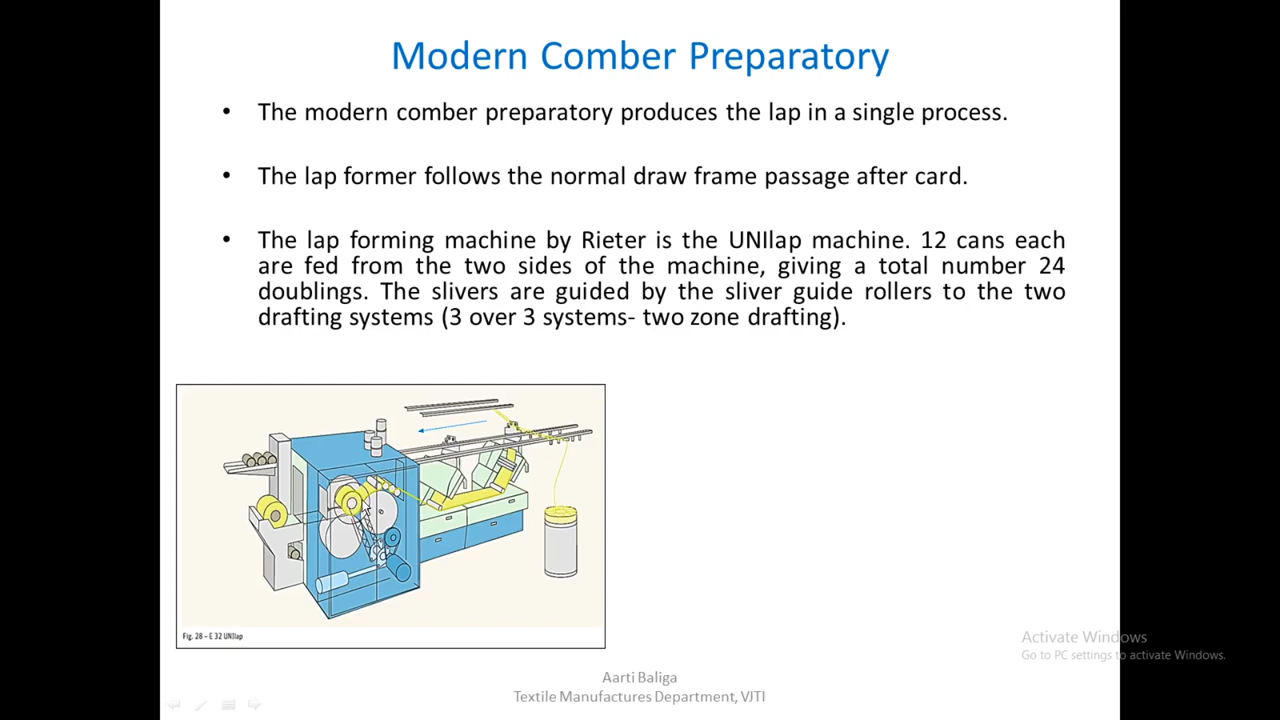 Modern Comber Preparatory
• The modern comber preparatory produces the lap in a single process.
• The lap former follows the normal draw frame passage after card.
• The lap forming machine by Rieter is the UNIlap machine. 12 cans each
are fed from the two sides of the machine, giving a total number 24
doublings. The slivers are guided by the sliver guide rollers to the two
drafting systems (3 over 3 systems- two zone drafting).
Fig. 28 – E 32 UNIlap
Activate Windows
Go to PC settings to activate Windows.
Aarti Baliga
Textile Manufactures Department, VJTI